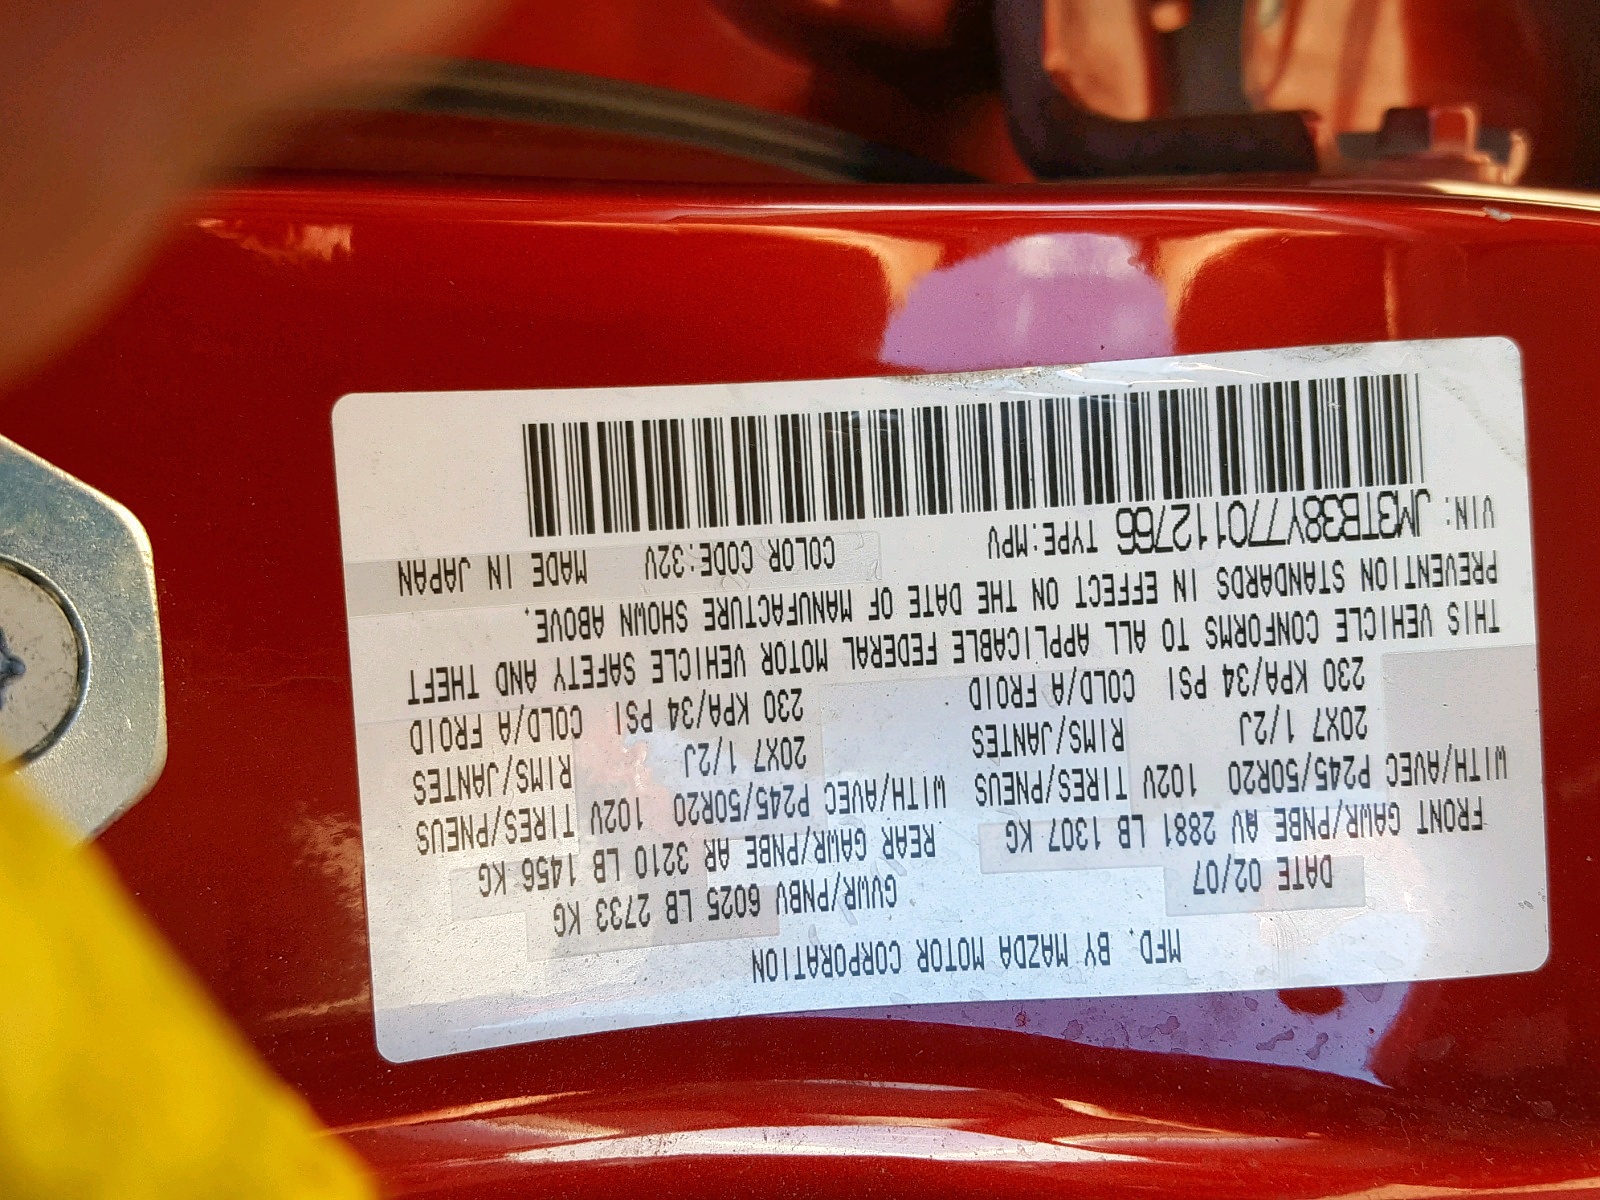 MFD. BY MAZDA MOTOR CORPORATION
DATE 02/07 GVWR/PNBV 6025 LB 2733 KG
FRONT GAWR/PNBE AV 2881 LB 1307 KG REAR GAWR/PNBE AR 3210 LB 1456 KG
WITH/AVEC P245/50R20 102V TIRES/PNEUS WITH/AVEC P245/50R20 102V TIRES/PNEUS
20X7 1/2J RIMS/JANTES 20X7 1/2J RIMS/JANTES
230 KPA/34 PSI COLD/A FROID 230 KPA/34 PSI COLD/A FROID
THIS VEHICLE CONFORMS TO ALL APPLICABLE FEDERAL MOTOR VEHICLE SAFETY AND THEFT
PREVENTION STANDARDS IN EFFECT ON THE DATE OF MANUFACTURE SHOWN ABOVE.
VIN: JM3TB38Y770112766 TYPE:MPV COLOR CODE:32V MADE IN JAPAN